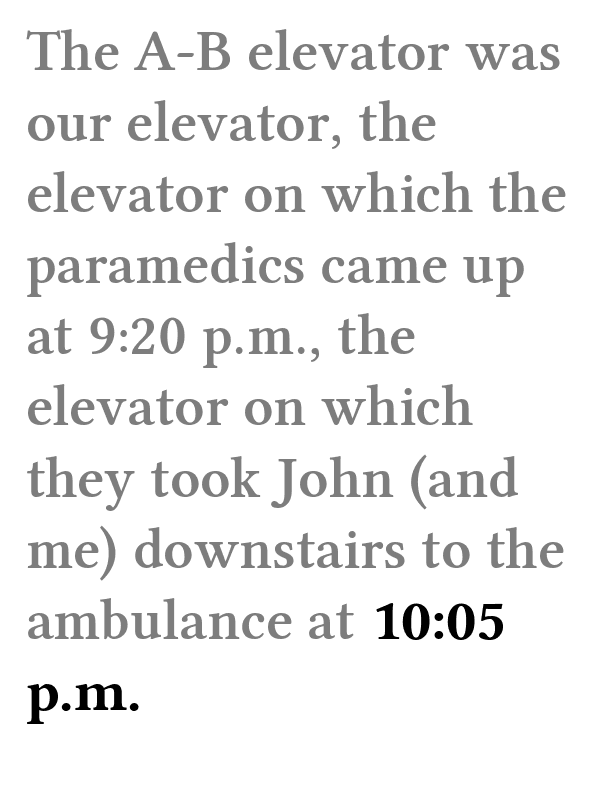 The A-B elevator was
our elevator, the
elevator on which the
paramedics came up
at 9:20 p.m., the
elevator on which
they took John (and
me) downstairs to the
ambulance at 10:05
p.m.